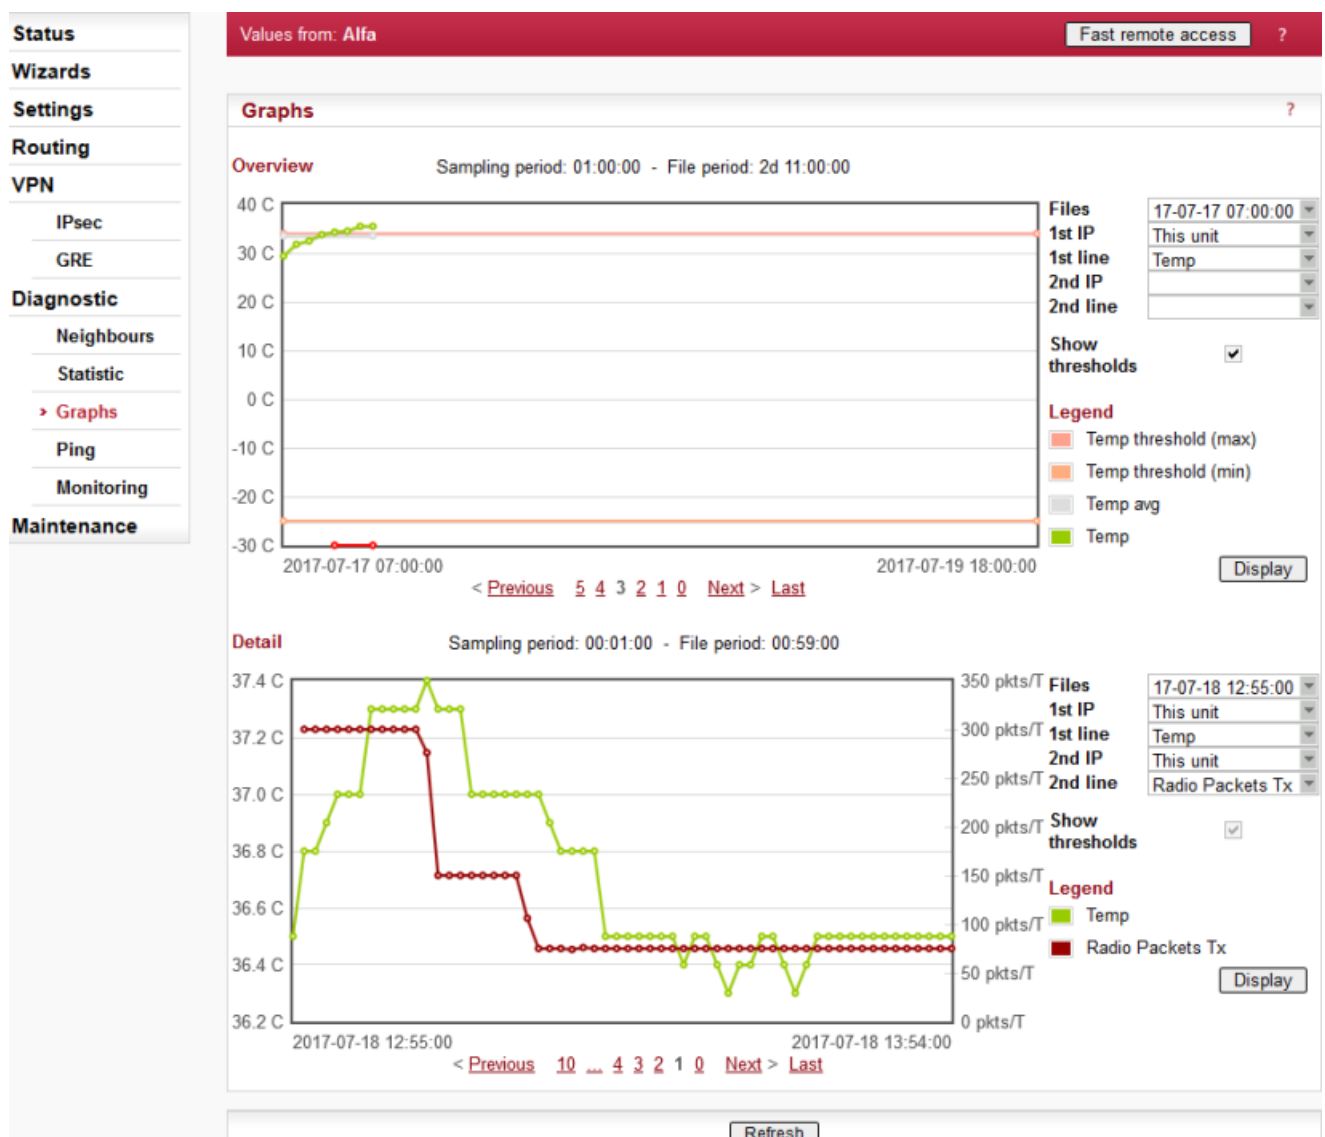 Status
Wizards
Settings
Routing
VPN
IPsec
GRE
Diagnostic
Neighbours
Statistic
> Graphs
Ping
Monitoring
Maintenance
Values from: Alfa
Fast remote access
?
Graphs
?
Overview
Sampling period: 01:00:00 - File period: 2d 11:00:00
40 C
30 C
20 C
10 C
0 C
-10 C
-20 C
-30 C
2017-07-17 07:00:00
2017-07-19 18:00:00
< Previous 5 4 3 2 1 0 Next > Last
Files 17-07-17 07:00:00
1st IP This unit
1st line Temp
2nd IP
2nd line
Show
thresholds
Legend
Temp threshold (max)
Temp threshold (min)
Temp avg
Temp
Display
Detail
Sampling period: 00:01:00 - File period: 00:59:00
37.4 C
37.2 C
37.0 C
36.8 C
36.6 C
36.4 C
36.2 C
350 pkts/T
300 pkts/T
250 pkts/T
200 pkts/T
150 pkts/T
100 pkts/T
50 pkts/T
0 pkts/T
2017-07-18 12:55:00
2017-07-18 13:54:00
< Previous 10 ... 4 3 2 1 0 Next > Last
Files 17-07-18 12:55:00
1st IP This unit
1st line Temp
2nd IP This unit
2nd line Radio Packets Tx
Show
thresholds
Legend
Temp
Radio Packets Tx
Display
Refresh